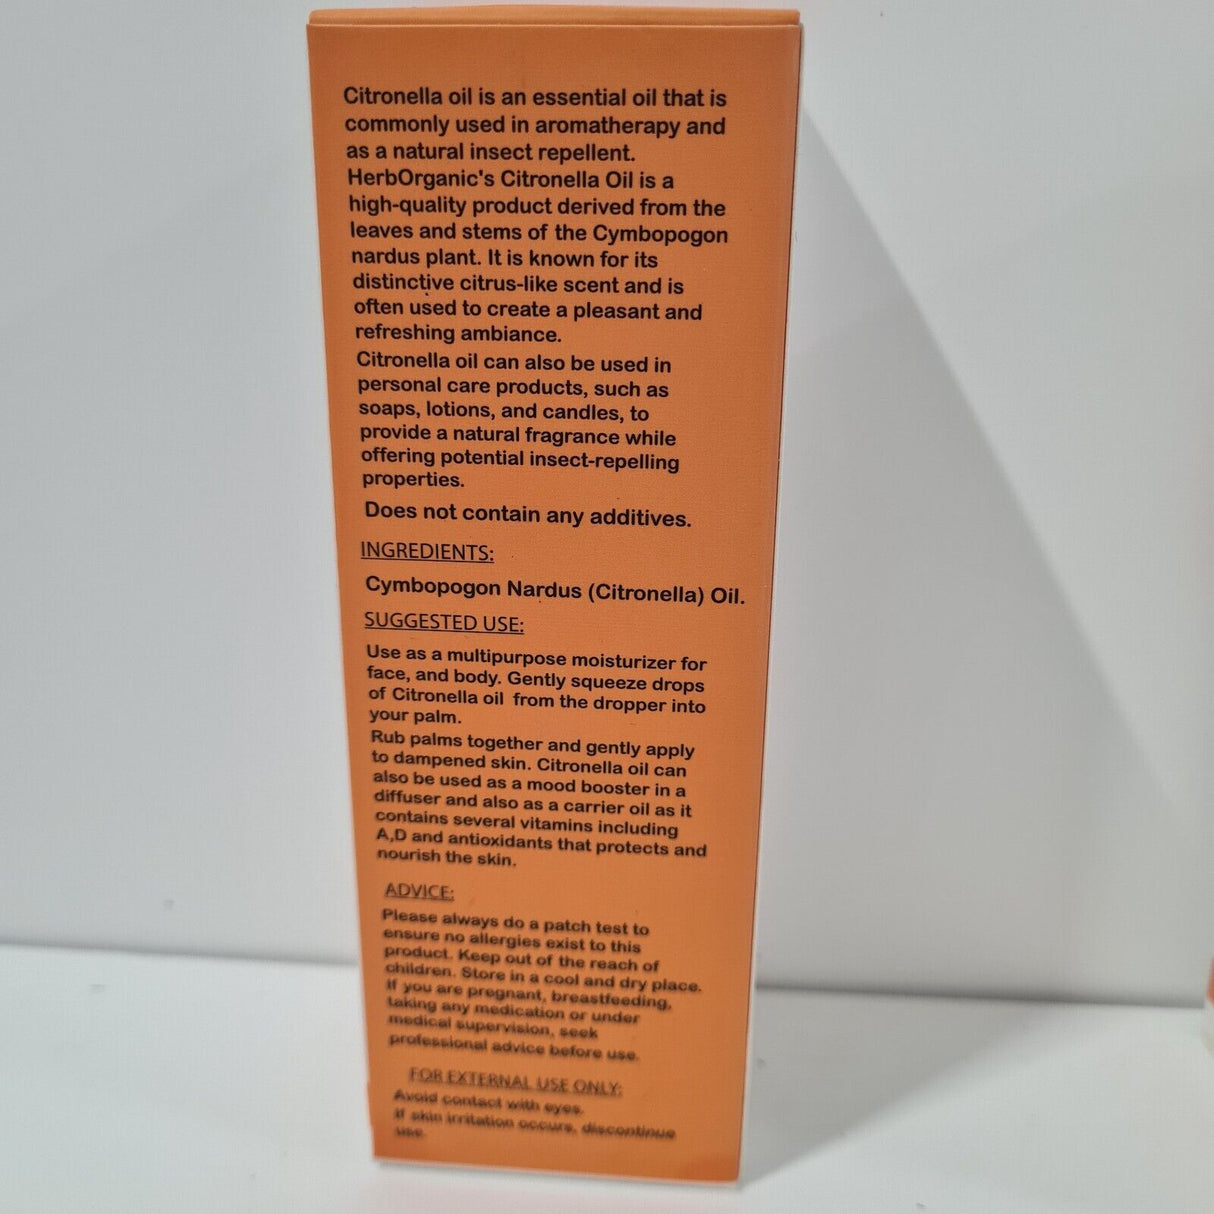 Citronella oil is an essential oil that is
commonly used in aromatherapy and
as a natural insect repellent.
HerbOrganic's Citronella Oil is a
high-quality product derived from the
leaves and stems of the Cymbopogon
nardus plant. It is known for its
distinctive citrus-like scent and is
often used to create a pleasant and
refreshing ambiance.
Citronella oil can also be used in
personal care products, such as
soaps, lotions, and candles, to
provide a natural fragrance while
offering potential insect-repelling
properties.
Does not contain any additives.
INGREDIENTS:
Cymbopogon Nardus (Citronella) Oil.
SUGGESTED USE:
Use as a multipurpose moisturizer for
face, and body. Gently squeeze drops
of Citronella oil from the dropper into
your palm.
Rub palms together and gently apply
to dampened skin. Citronella oil can
also be used as a mood booster in a
diffuser and also as a carrier oil as it
contains several vitamins including
A,D and antioxidants that protects and
nourish the skin.
ADVICE:
Please always do a patch test to
ensure no allergies exist to this
product. Keep out of the reach of
children. Store in a cool and dry place.
If you are pregnant, breastfeeding,
taking any medication or under
medical supervision, seek
professional advice before use.
FOR EXTERNAL USE ONLY:
Avoid contact with eyes.
If skin irritation occurs, discontinue
use.